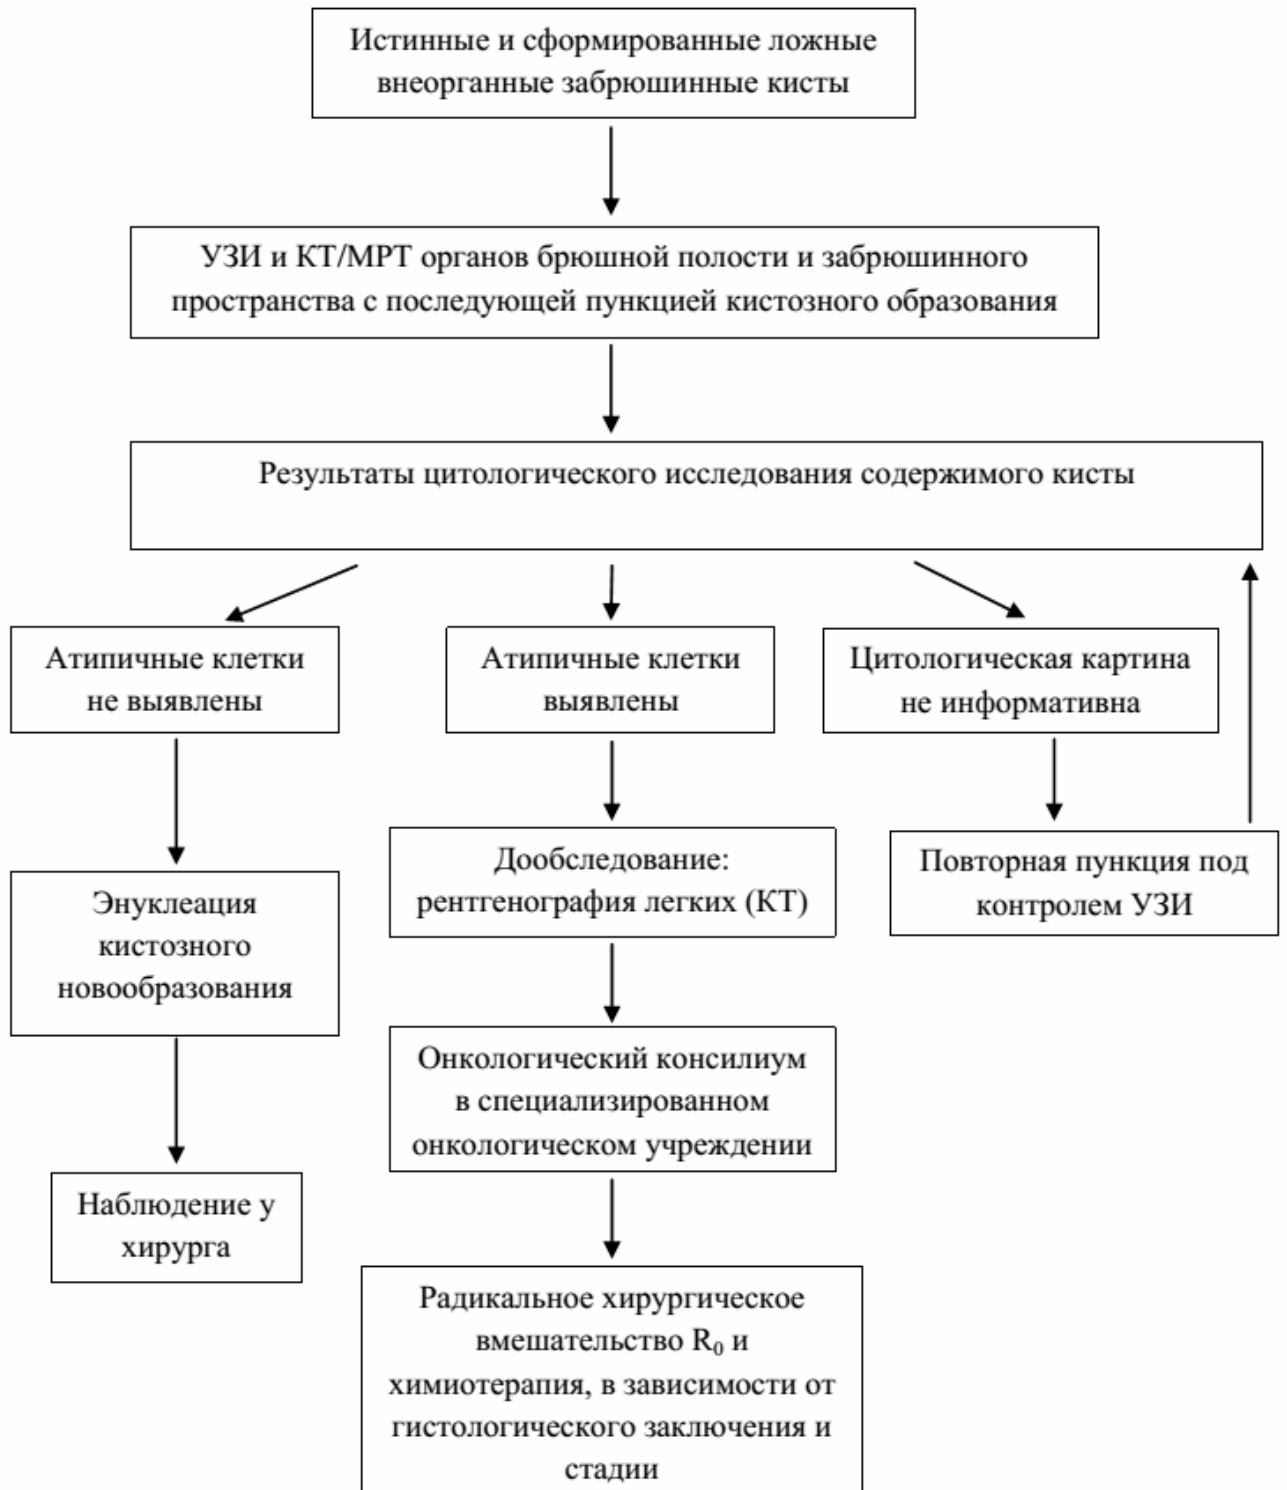 Истинные и сформированные ложные
внеорганные забрюшинные кисты
УЗИ и КТ/МРТ органов брюшной полости и забрюшинного
пространства с последующей пункцией кистозного образования
Результаты цитологического исследования содержимого кисты
Атипичные клетки
не выявлены
Атипичные клетки
выявлены
Цитологическая картина
не информативна
Энуклеация
кистозного
новообразования
Дообследование:
рентгенография легких (КТ)
Повторная пункция под
контролем УЗИ
Онкологический консилиум
в специализированном
онкологическом учреждении
Наблюдение у
хирурга
Радикальное хирургическое
вмешательство R₀ и
химиотерапия, в зависимости от
гистологического заключения и
стадии